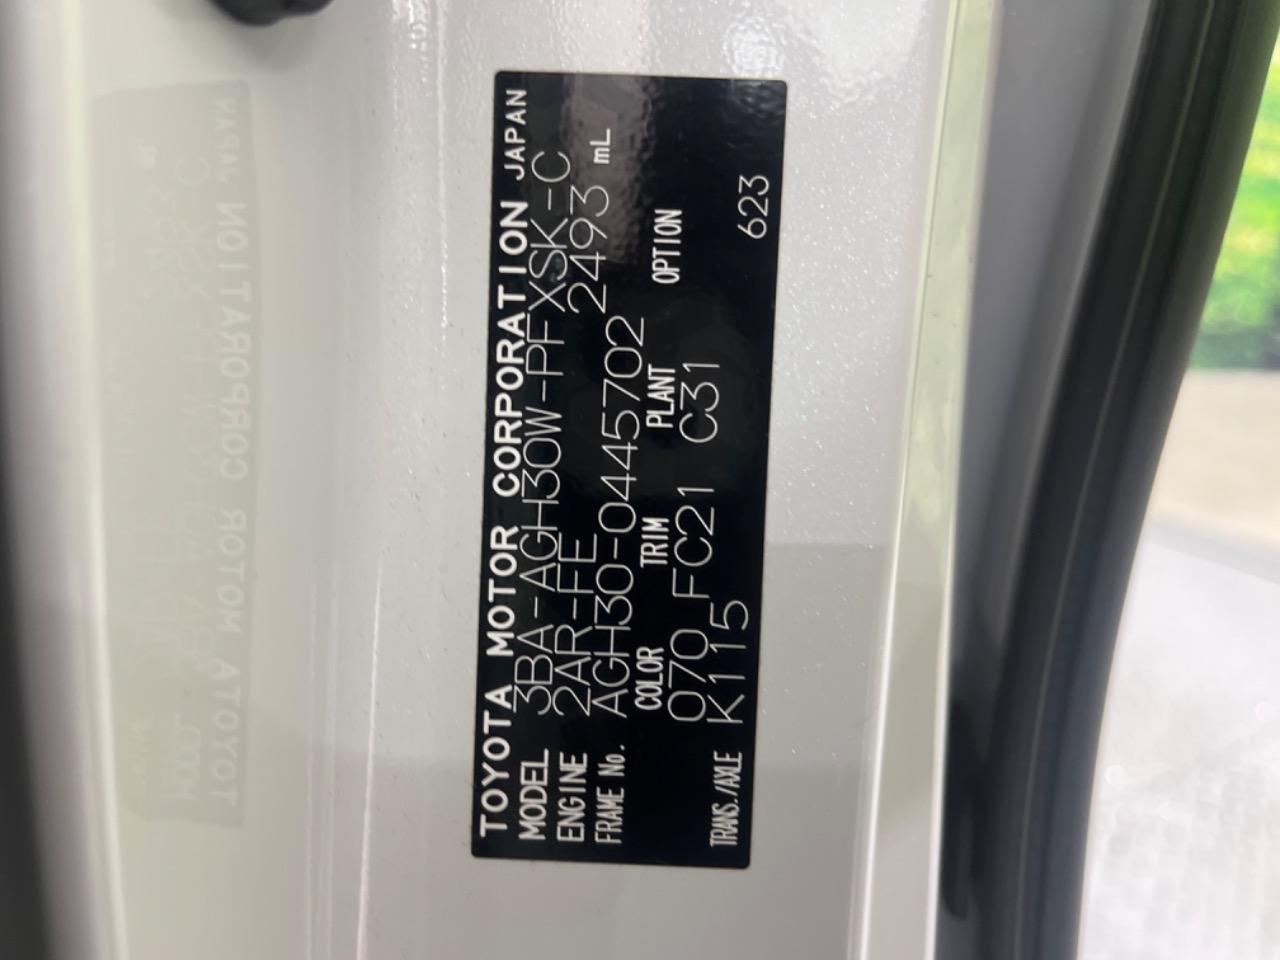 TOYOTA MOTOR CORPORATION JAPAN
MODEL 3BA-AGH30W-PFXSK-C
ENGINE 2AR-FE 2493 mL
FRAME No. AGH30-0445702
COLOR TRIM PLANT OPTION
070 FC21 C31
TRANS./AXLE K115 623